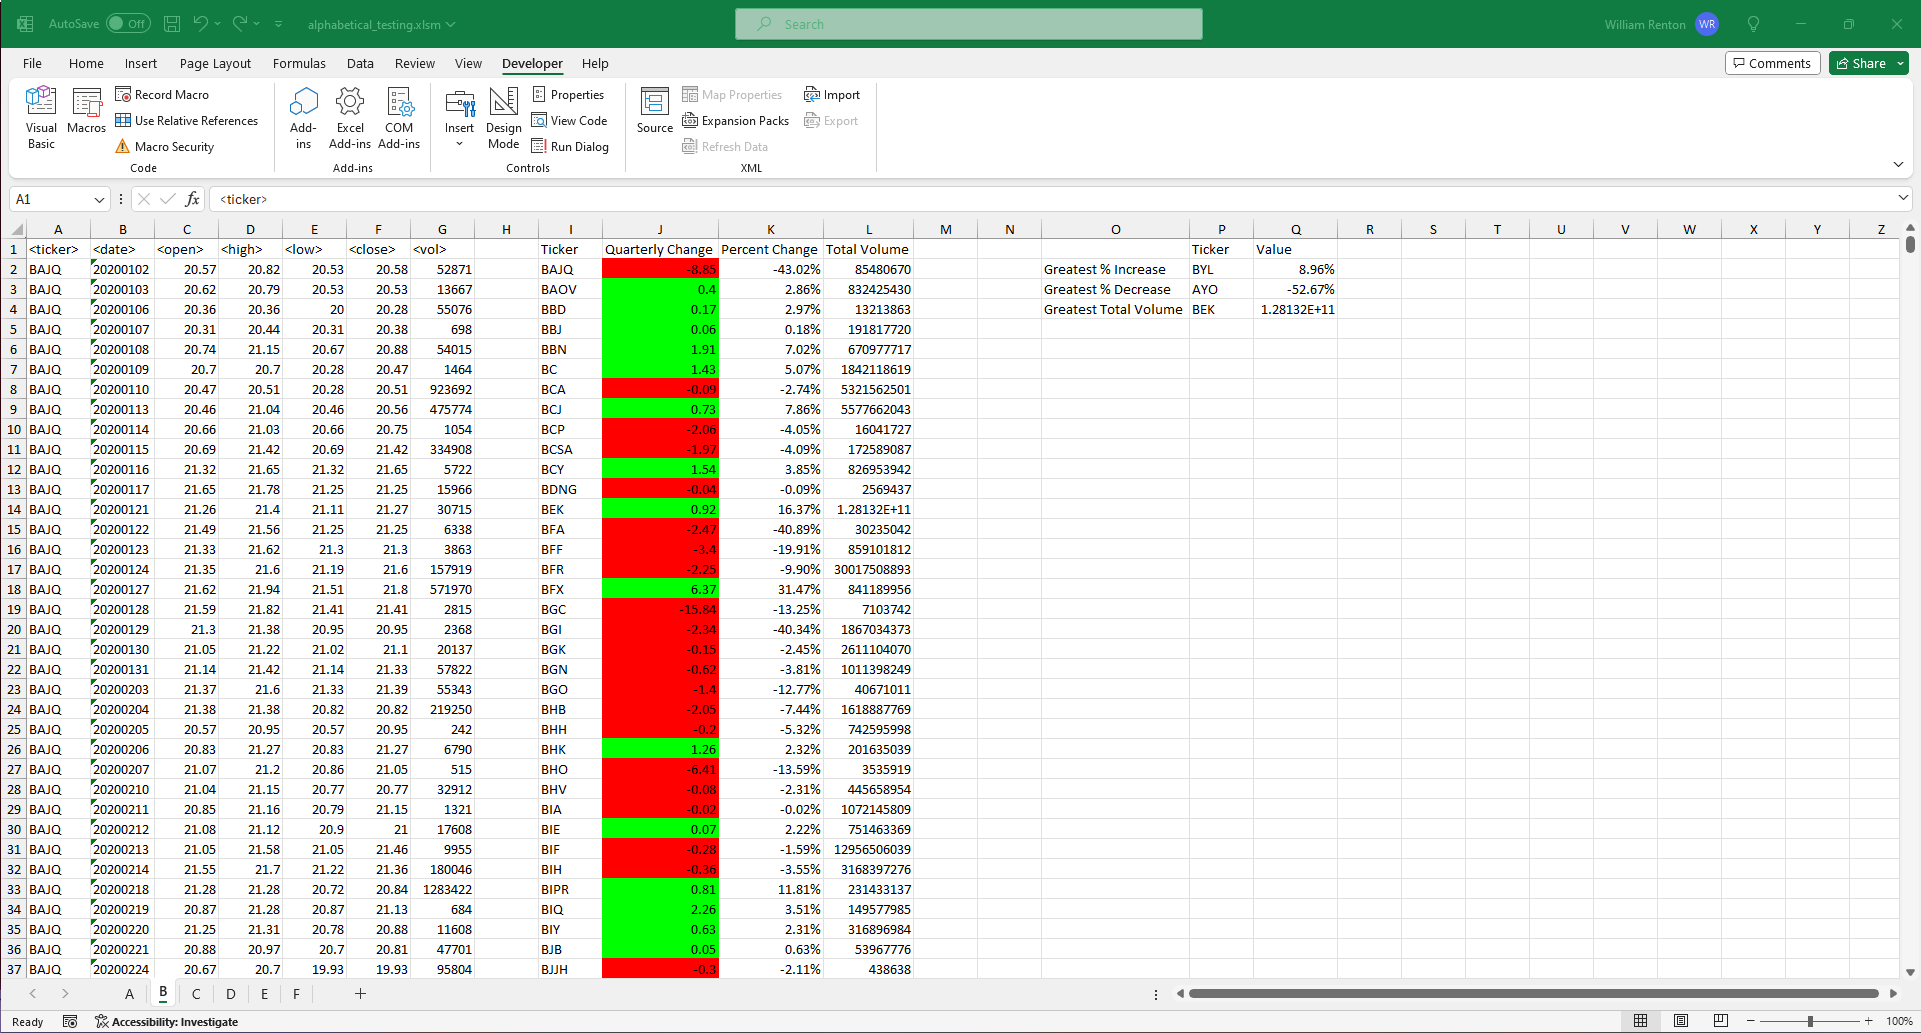 AutoSave Off alphabetical_testing.xlsm Search William Renton WR
File Home Insert Page Layout Formulas Data Review View Developer Help Comments Share
Visual Basic Macros Record Macro Use Relative References Macro Security Code
Add-ins Excel Add-ins COM Add-ins Add-ins
Insert Design Mode Properties View Code Run Dialog Controls
Source Map Properties Expansion Packs Refresh Data Import Export XML
A1 fx <ticker>
A B C D E F G H I J K L M N O P Q R S T U V W X Y Z
1 <ticker> <date> <open> <high> <low> <close> <vol> Ticker Quarterly Change Percent Change Total Volume Ticker Value
2 BAJQ 20200102 20.57 20.82 20.53 20.58 52871 BAJQ -8.85 -43.02% 85480670 Greatest % Increase BYL 8.96%
3 BAJQ 20200103 20.62 20.79 20.53 20.53 13667 BAOV 0.4 2.86% 832425430 Greatest % Decrease AYO -52.67%
4 BAJQ 20200106 20.36 20.36 20 20.28 55076 BBD 0.17 2.97% 13213863 Greatest Total Volume BEK 1.28132E+11
5 BAJQ 20200107 20.31 20.44 20.31 20.38 698 BBJ 0.06 0.18% 191817720
6 BAJQ 20200108 20.74 21.15 20.67 20.88 54015 BBN 1.91 7.02% 670977717
7 BAJQ 20200109 20.7 20.7 20.28 20.47 1464 BC 1.43 5.07% 1842118619
8 BAJQ 20200110 20.47 20.51 20.28 20.51 923692 BCA -0.09 -2.74% 5321562501
9 BAJQ 20200113 20.46 21.04 20.46 20.56 475774 BCJ 0.73 7.86% 5577662043
10 BAJQ 20200114 20.66 21.03 20.66 20.75 1054 BCP -2.06 -4.05% 16041727
11 BAJQ 20200115 20.69 21.42 20.69 21.42 334908 BCSA -1.97 -4.09% 172589087
12 BAJQ 20200116 21.32 21.65 21.32 21.65 5722 BCY 1.54 3.85% 826953942
13 BAJQ 20200117 21.65 21.78 21.25 21.25 15966 BDNG -0.04 -0.09% 2569437
14 BAJQ 20200121 21.26 21.4 21.11 21.27 30715 BEK 0.92 16.37% 1.28132E+11
15 BAJQ 20200122 21.49 21.56 21.25 21.25 6338 BFA -2.47 -40.89% 30235042
16 BAJQ 20200123 21.33 21.62 21.3 21.3 3863 BFF -3.4 -19.91% 859101812
17 BAJQ 20200124 21.35 21.6 21.19 21.6 157919 BFR -2.25 -9.90% 30017508893
18 BAJQ 20200127 21.62 21.94 21.51 21.8 571970 BFX 6.37 31.47% 841189956
19 BAJQ 20200128 21.59 21.82 21.41 21.41 2815 BGC -15.84 -13.25% 7103742
20 BAJQ 20200129 21.3 21.38 20.95 20.95 2368 BGI -2.34 -40.34% 1867034373
21 BAJQ 20200130 21.05 21.22 21.02 21.1 20137 BGK -0.15 -2.45% 2611104070
22 BAJQ 20200131 21.14 21.42 21.14 21.33 57822 BGN -0.62 -3.81% 1011398249
23 BAJQ 20200203 21.37 21.6 21.33 21.39 55343 BGO -1.4 -12.77% 40671011
24 BAJQ 20200204 21.38 21.38 20.82 20.82 219250 BHB -2.05 -7.44% 1618887769
25 BAJQ 20200205 20.57 20.95 20.57 20.95 242 BHH -0.2 -5.32% 742595998
26 BAJQ 20200206 20.83 21.27 20.83 21.27 6790 BHK 1.26 2.32% 201635039
27 BAJQ 20200207 21.07 21.2 20.86 21.05 515 BHO -6.41 -13.59% 3535919
28 BAJQ 20200210 21.04 21.15 20.77 20.77 32912 BHV -0.08 -2.31% 445658954
29 BAJQ 20200211 20.85 21.16 20.79 21.15 1321 BIA -0.02 -0.02% 1072145809
30 BAJQ 20200212 21.08 21.12 20.9 21 17608 BIE 0.07 2.22% 751463369
31 BAJQ 20200213 21.05 21.58 21.05 21.46 9955 BIF -0.28 -1.59% 12956506039
32 BAJQ 20200214 21.55 21.7 21.22 21.36 180046 BIH -0.36 -3.55% 3168397276
33 BAJQ 20200218 21.28 21.28 20.72 20.84 1283422 BIPR 0.81 11.81% 231433137
34 BAJQ 20200219 20.87 21.28 20.87 21.13 684 BIQ 2.26 3.51% 149577985
35 BAJQ 20200220 21.25 21.31 20.78 20.88 11608 BIY 0.63 2.31% 316896984
36 BAJQ 20200221 20.88 20.97 20.7 20.81 47701 BJB 0.05 0.63% 53967776
37 BAJQ 20200224 20.67 20.7 19.93 19.93 95804 BJJH -0.3 -2.11% 438638
A B C D E F
Ready Accessibility: Investigate 100%